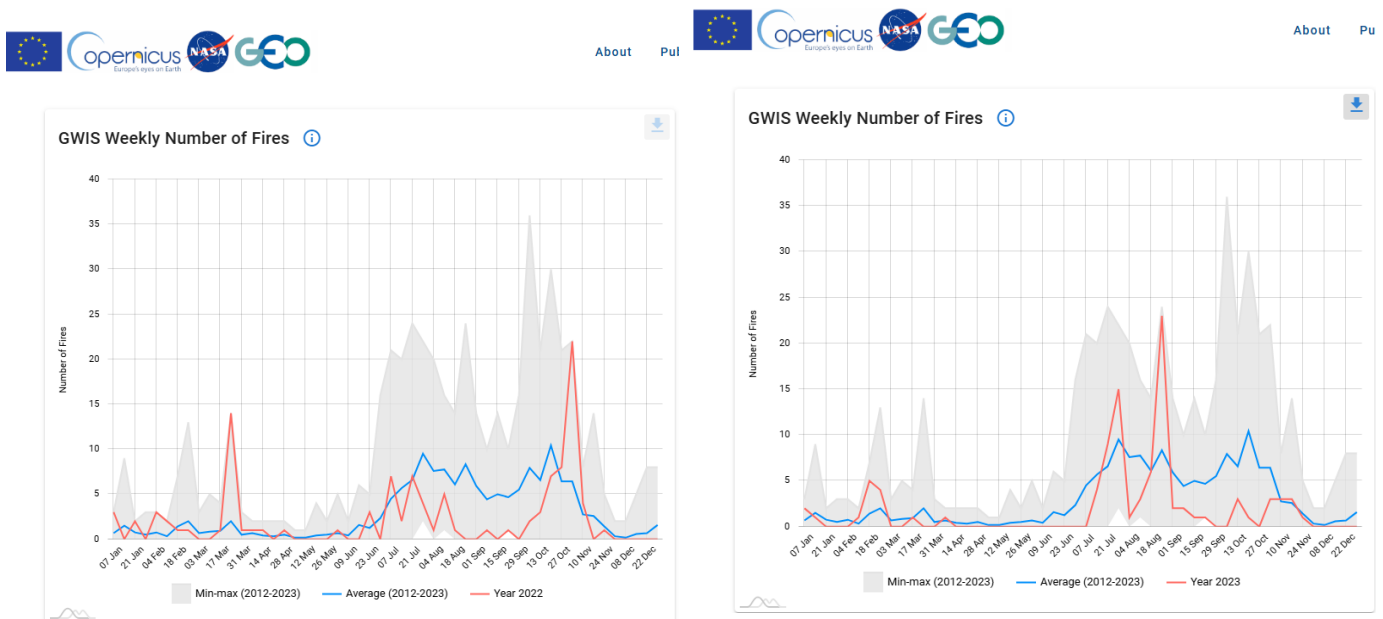 Copernicus
Europe's eyes on Earth
NASA
GEO
About Pul
GWIS Weekly Number of Fires
40
35
30
25
20
15
10
5
0
Number of Fires
07 Jan 21 Jan 04 Feb 18 Feb 03 Mar 17 Mar 31 Mar 14 Apr 28 Apr 12 May 26 May 09 Jun 23 Jun 07 Jul 21 Jul 04 Aug 18 Aug 01 Sep 15 Sep 29 Sep 13 Oct 27 Oct 10 Nov 24 Nov 08 Dec 22 Dec
Min-max (2012-2023) Average (2012-2023) Year 2022
Copernicus
Europe's eyes on Earth
NASA
GEO
About Pu
GWIS Weekly Number of Fires
40
35
30
25
20
15
10
5
0
Number of Fires
07 Jan 21 Jan 04 Feb 18 Feb 03 Mar 17 Mar 31 Mar 14 Apr 28 Apr 12 May 26 May 09 Jun 23 Jun 07 Jul 21 Jul 04 Aug 18 Aug 01 Sep 15 Sep 29 Sep 13 Oct 27 Oct 10 Nov 24 Nov 08 Dec 22 Dec
Min-max (2012-2023) Average (2012-2023) Year 2023